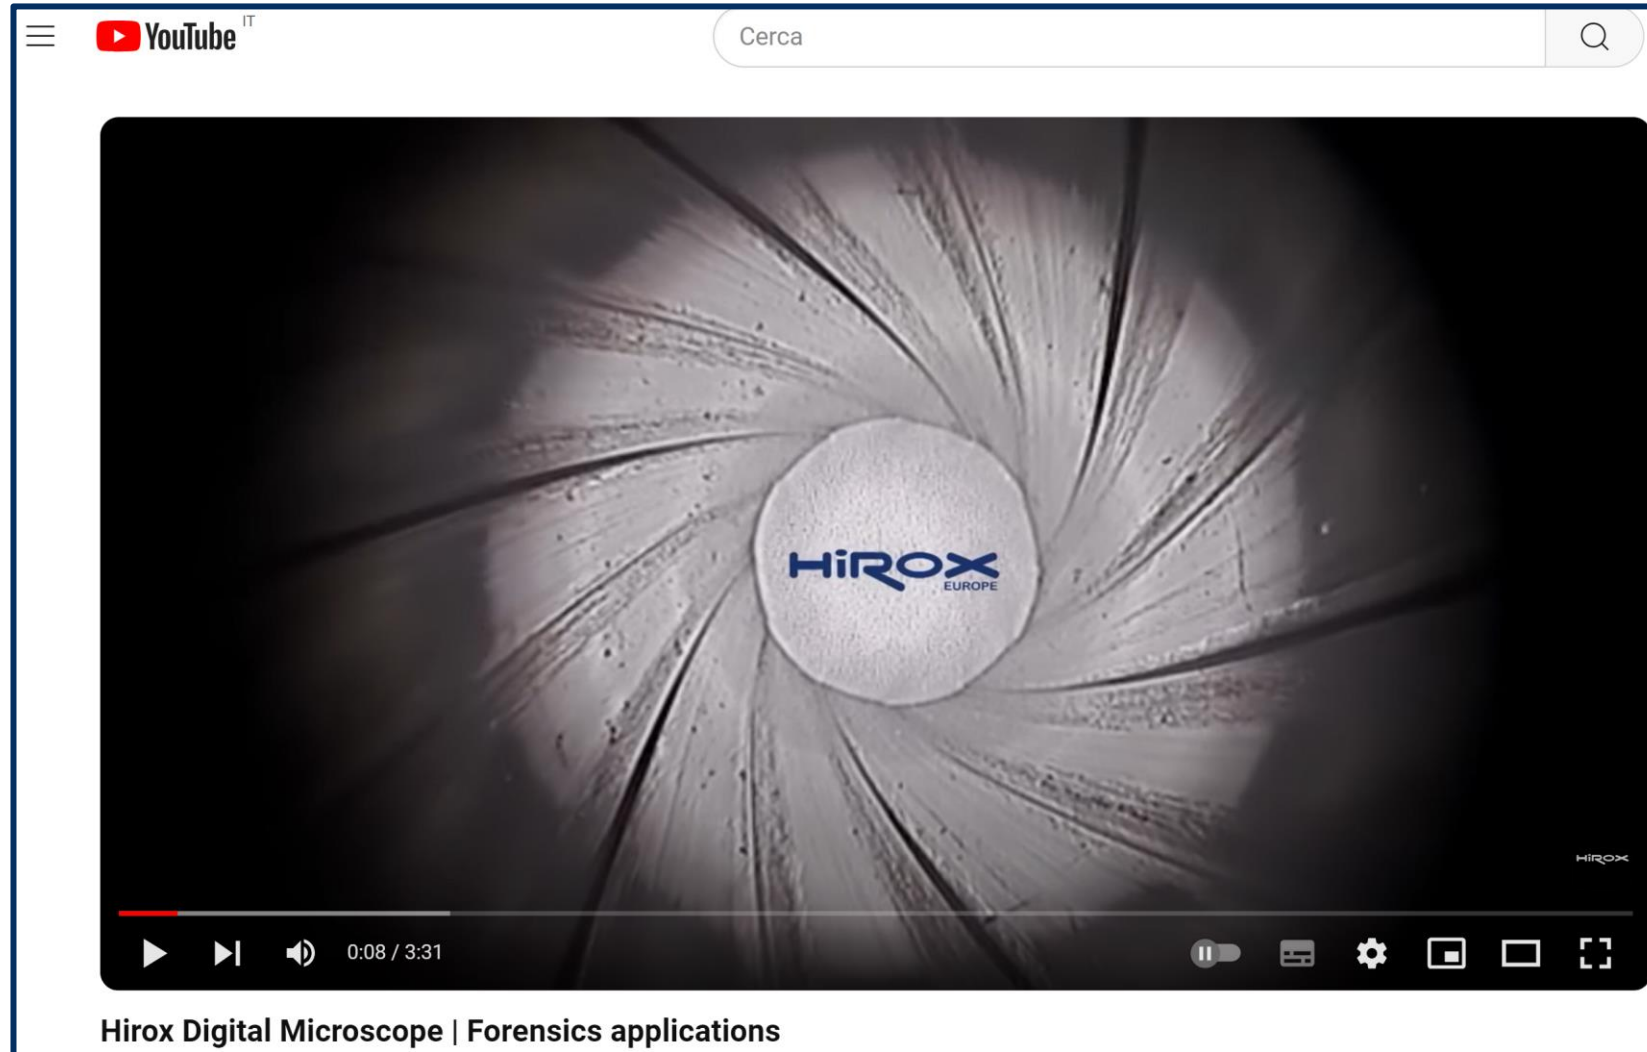 YouTube IT
Cerca
HiROX
EUROPE
HiROX
0:08 / 3:31
Hirox Digital Microscope | Forensics applications